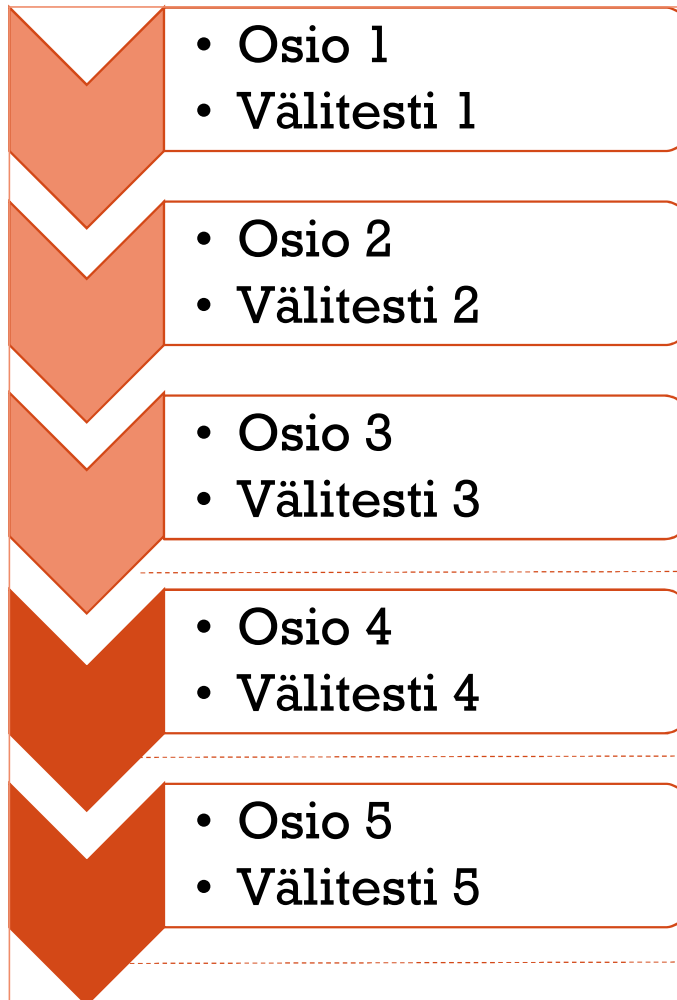 • Osio 1
• Välitesti 1
• Osio 2
• Välitesti 2
• Osio 3
• Välitesti 3
• Osio 4
• Välitesti 4
• Osio 5
• Välitesti 5